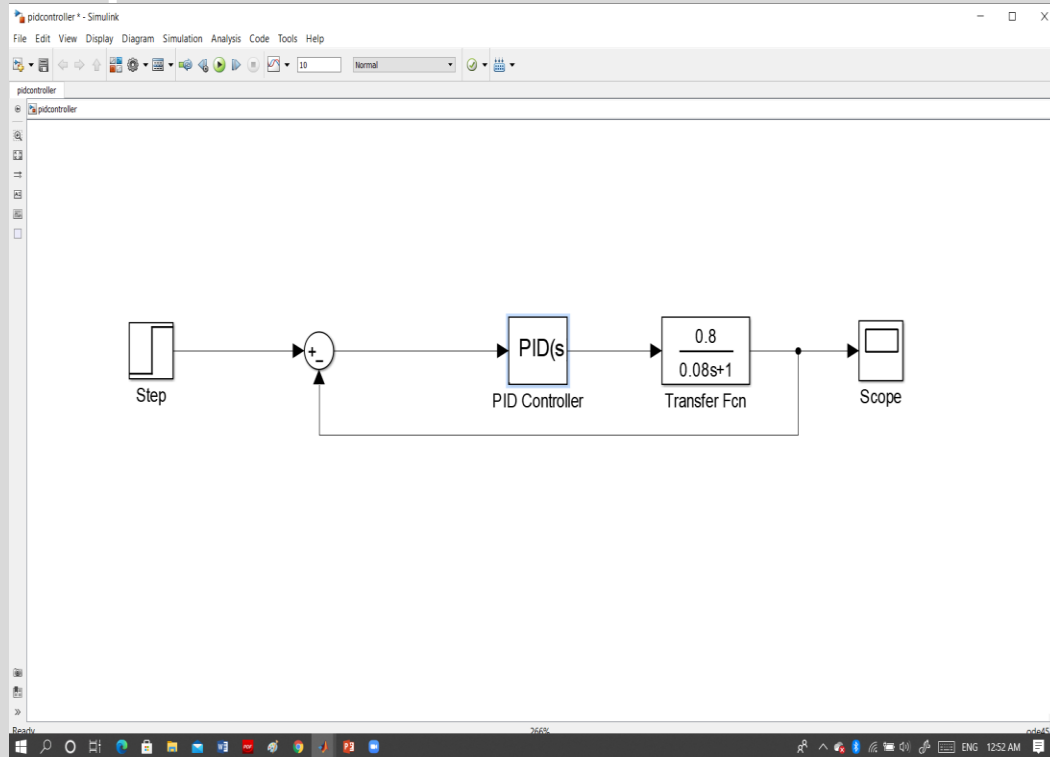 pidcontroller * - Simulink
File Edit View Display Diagram Simulation Analysis Code Tools Help
10 Normal
pidcontroller
pidcontroller
+
−
PID(s
0.8
0.08s+1
Step
PID Controller
Transfer Fcn
Scope
Ready 266% ode45
ENG 12:52 AM